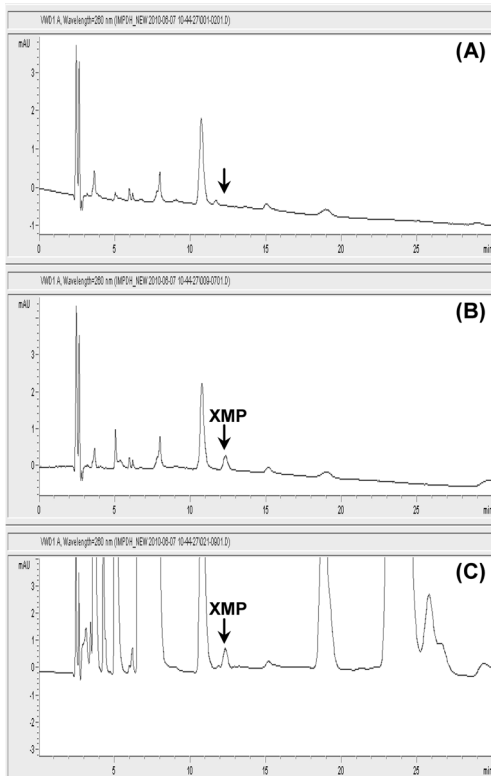 VWD1 A, Wavelength=260 nm (IMPDH_NEW 2010-06-07 10-44-27\001-0201.D)
mAU
(A)
3
2
1
0
-1
0 5 10 15 20 25 min
VWD1 A, Wavelength=260 nm (IMPDH_NEW 2010-06-07 10-44-27\009-0701.D)
mAU
(B)
XMP
3
2
1
0
0 5 10 15 20 25 min
VWD1 A, Wavelength=260 nm (IMPDH_NEW 2010-06-07 10-44-27\021-0901.D)
mAU
(C)
XMP
3
2
1
0
-1
-2
-3
5 10 15 20 25 min